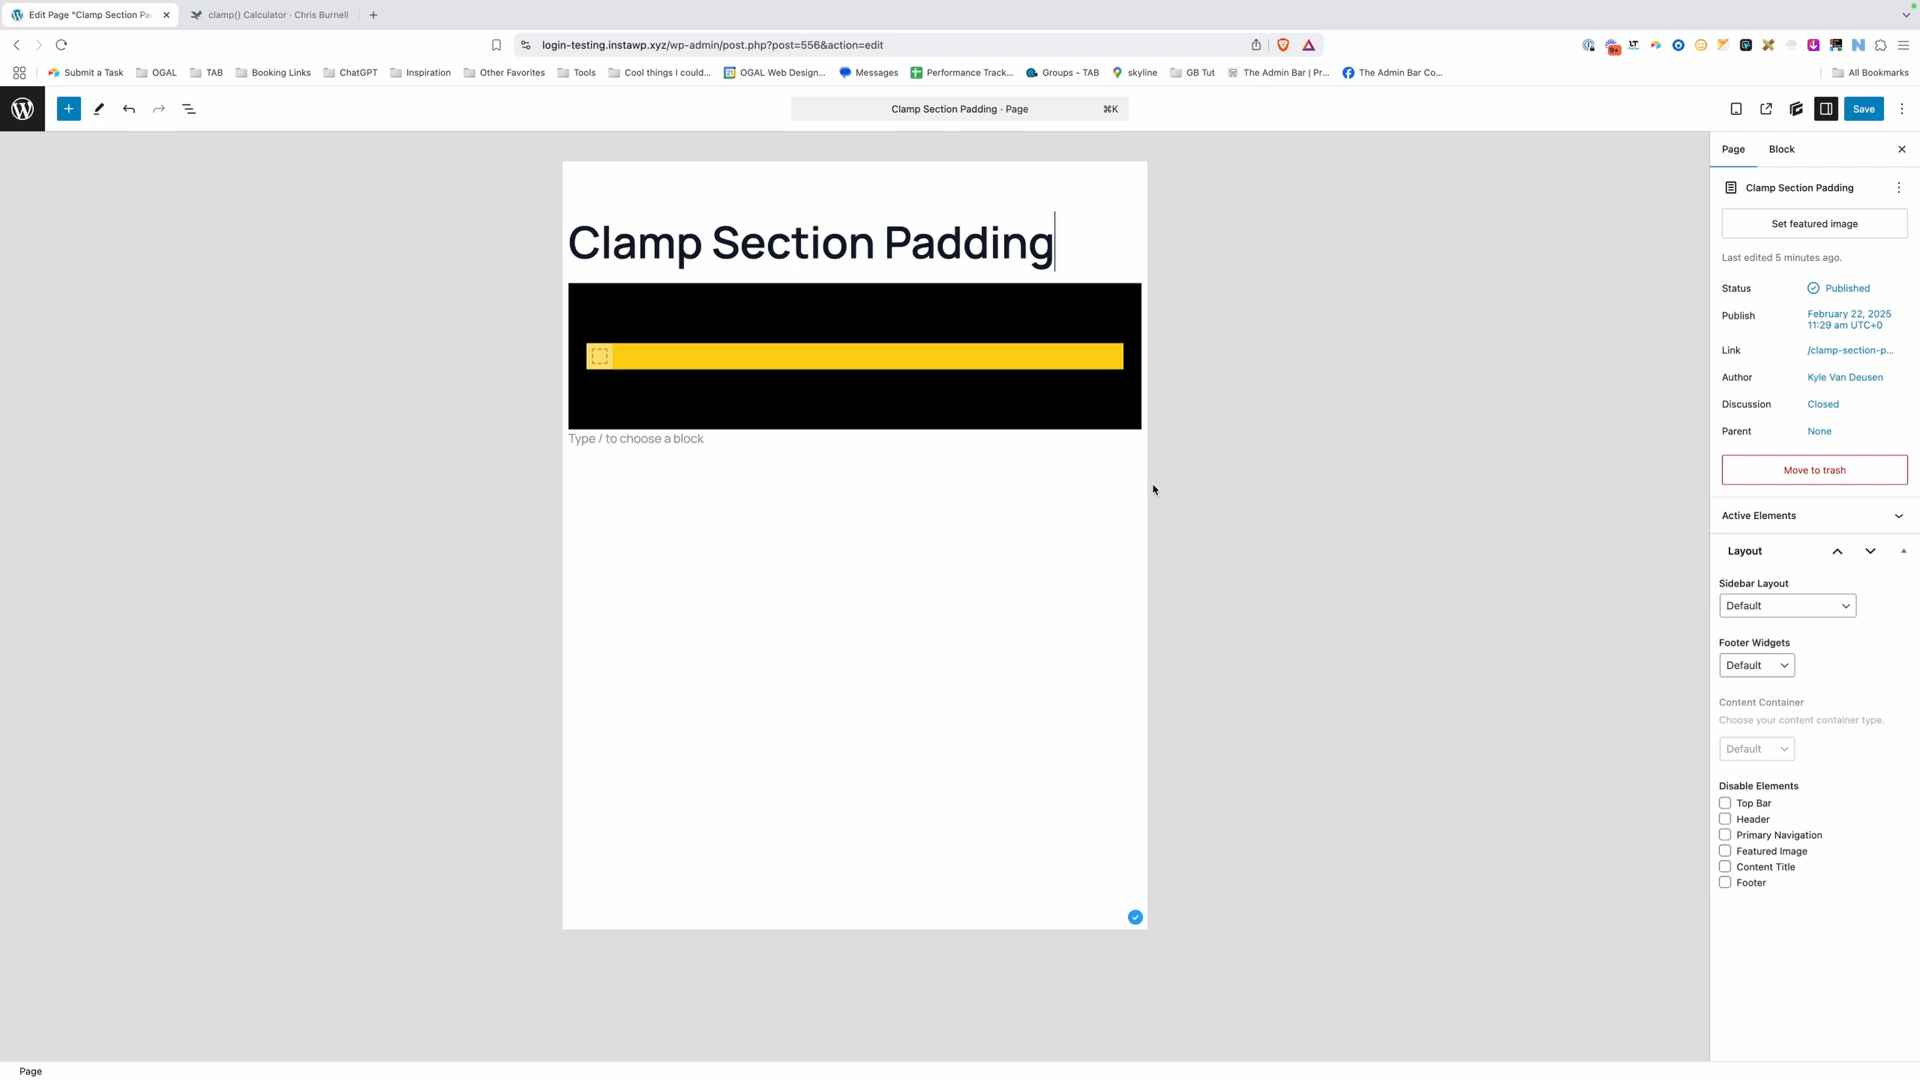 Edit Page "Clamp Section Pa
clamp() Calculator · Chris Burnell
login-testing.instawp.xyz/wp-admin/post.php?post=556&action=edit
9+
LT
Submit a Task
OGAL
TAB
Booking Links
ChatGPT
Inspiration
Other Favorites
Tools
Cool things I could...
OGAL Web Design...
Messages
Performance Track...
Groups - TAB
skyline
GB Tut
The Admin Bar | Pr...
The Admin Bar Co...
All Bookmarks
Clamp Section Padding · Page
⌘K
Save
Page
Block
Clamp Section Padding
Set featured image
Last edited 5 minutes ago.
Status
Published
Publish
February 22, 2025
11:29 am UTC+0
Link
/clamp-section-p...
Author
Kyle Van Deusen
Discussion
Closed
Parent
None
Move to trash
Active Elements
Layout
Sidebar Layout
Default
Footer Widgets
Default
Content Container
Choose your content container type.
Default
Disable Elements
Top Bar
Header
Primary Navigation
Featured Image
Content Title
Footer
Clamp Section Padding
Type / to choose a block
Page